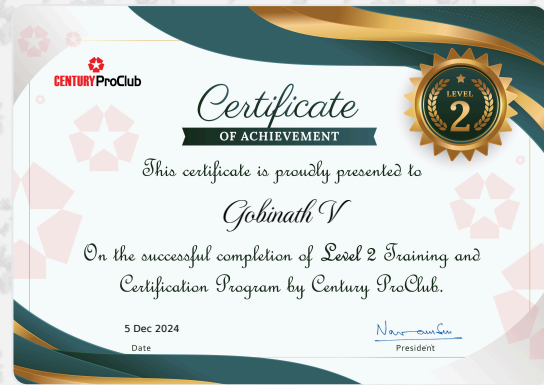 CENTURY ProClub
Certificate
OF ACHIEVEMENT
LEVEL
2
This certificate is proudly presented to
Gobinath V
On the successful completion of Level 2 Training and
Certification Program by Century ProClub.
5 Dec 2024
Date
President